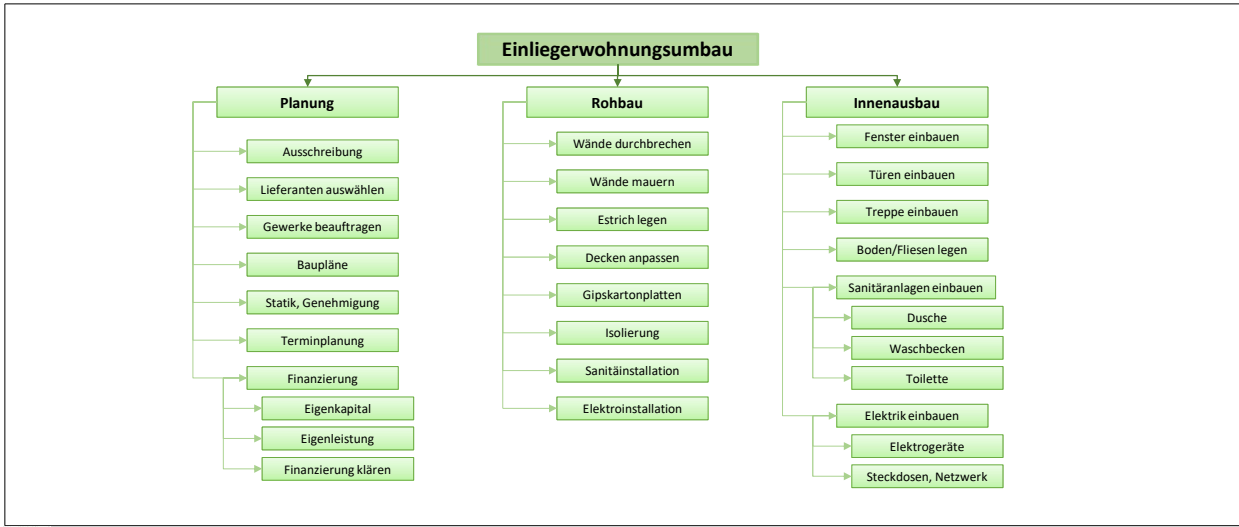 Einliegerwohnungsumbau
Planung
Ausschreibung
Lieferanten auswählen
Gewerke beauftragen
Baupläne
Statik, Genehmigung
Terminplanung
Finanzierung
Eigenkapital
Eigenleistung
Finanzierung klären
Rohbau
Wände durchbrechen
Wände mauern
Estrich legen
Decken anpassen
Gipskartonplatten
Isolierung
Sanitäinstallation
Elektroinstallation
Innenausbau
Fenster einbauen
Türen einbauen
Treppe einbauen
Boden/Fliesen legen
Sanitäranlagen einbauen
Dusche
Waschbecken
Toilette
Elektrik einbauen
Elektrogeräte
Steckdosen, Netzwerk